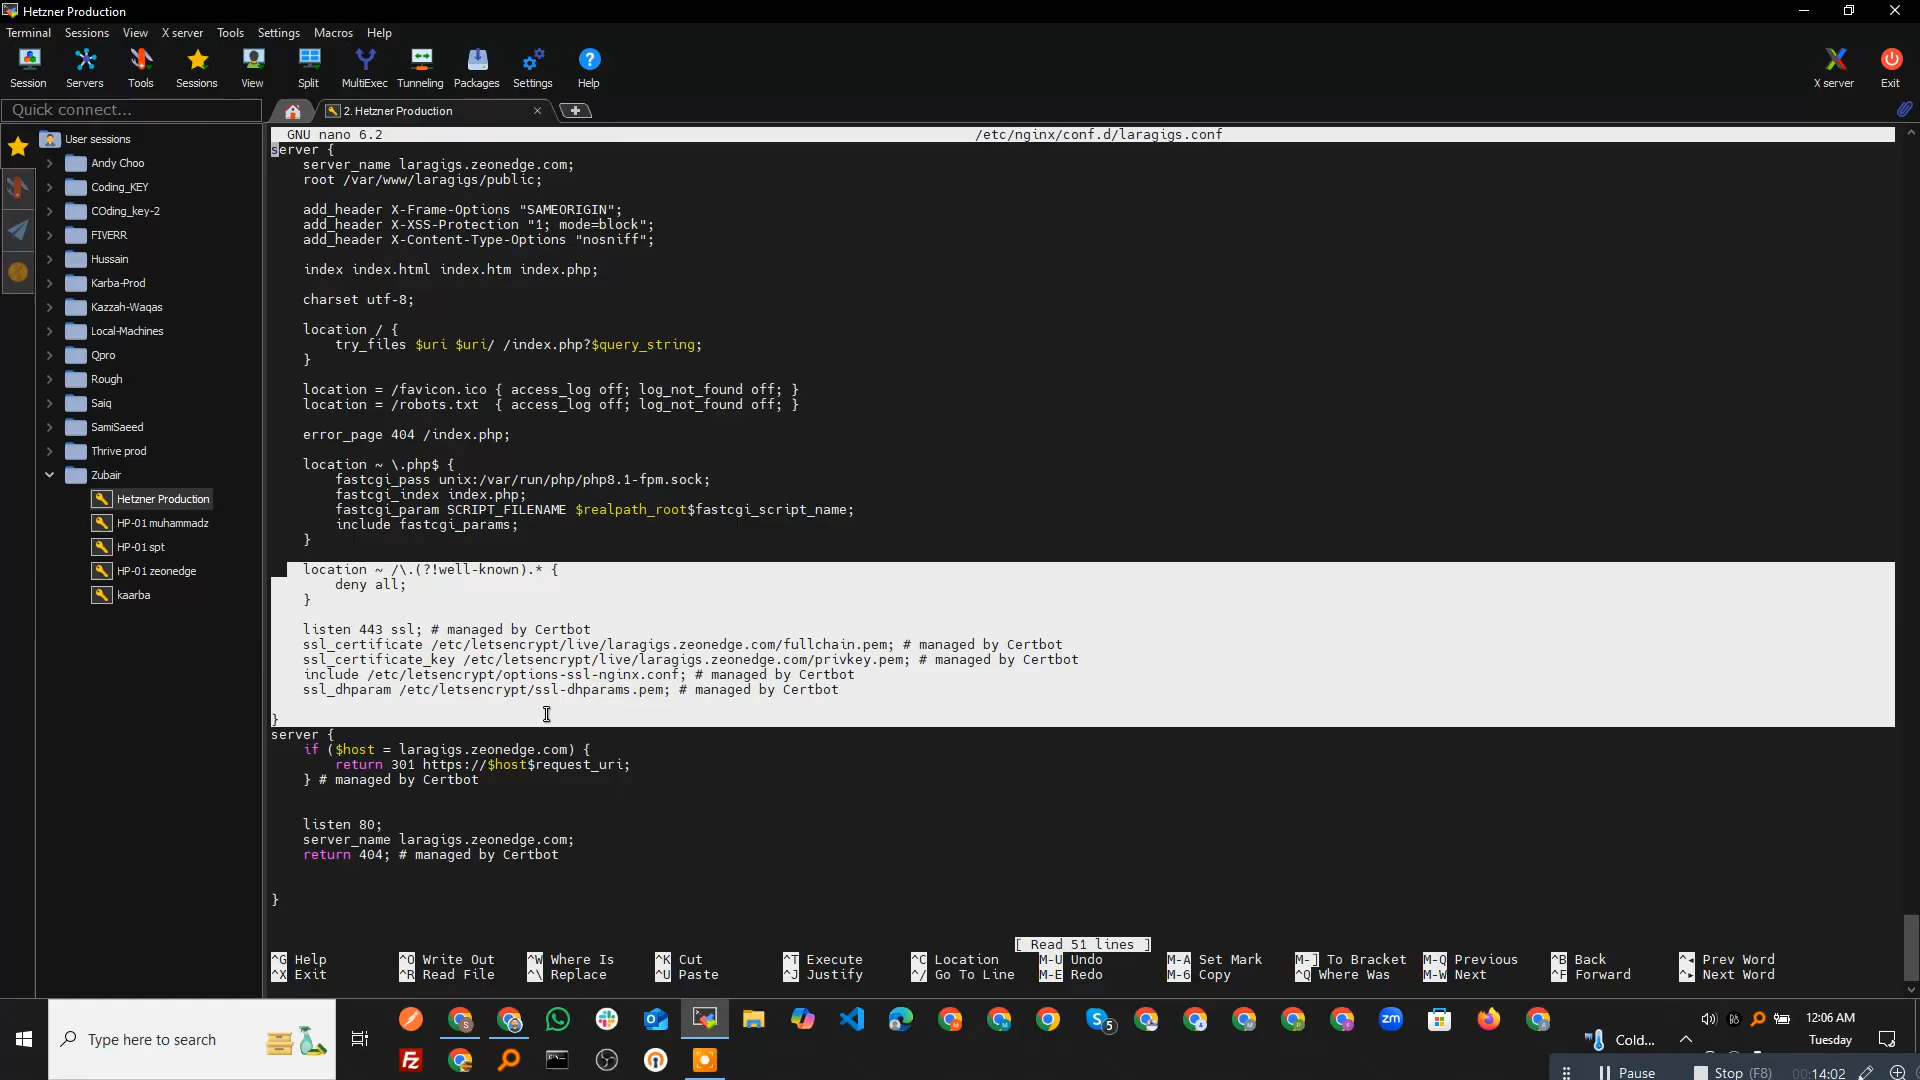 Hetzner Production
Terminal Sessions View X server Tools Settings Macros Help
Session Servers Tools Sessions View Split MultiExec Tunneling Packages Settings Help X server Exit
Quick connect...
2. Hetzner Production
User sessions
Andy Choo
Coding_KEY
COding_key-2
FIVERR
Hussain
Karba-Prod
Kazzah-Waqas
Local-Machines
Qpro
Rough
Saiq
SamiSaeed
Thrive prod
Zubair
Hetzner Production
HP-01 muhammadz
HP-01 spt
HP-01 zeonedge
kaarba
GNU nano 6.2 /etc/nginx/conf.d/laragigs.conf
server {
    server_name laragigs.zeonedge.com;
    root /var/www/laragigs/public;
    add_header X-Frame-Options "SAMEORIGIN";
    add_header X-XSS-Protection "1; mode=block";
    add_header X-Content-Type-Options "nosniff";
    index index.html index.htm index.php;
    charset utf-8;
    location / {
        try_files $uri $uri/ /index.php?$query_string;
    }
    location = /favicon.ico { access_log off; log_not_found off; }
    location = /robots.txt  { access_log off; log_not_found off; }
    error_page 404 /index.php;
    location ~ \.php$ {
        fastcgi_pass unix:/var/run/php/php8.1-fpm.sock;
        fastcgi_index index.php;
        fastcgi_param SCRIPT_FILENAME $realpath_root$fastcgi_script_name;
        include fastcgi_params;
    }
    location ~ /\.(?!well-known).* {
        deny all;
    }
    listen 443 ssl; # managed by Certbot
    ssl_certificate /etc/letsencrypt/live/laragigs.zeonedge.com/fullchain.pem; # managed by Certbot
    ssl_certificate_key /etc/letsencrypt/live/laragigs.zeonedge.com/privkey.pem; # managed by Certbot
    include /etc/letsencrypt/options-ssl-nginx.conf; # managed by Certbot
    ssl_dhparam /etc/letsencrypt/ssl-dhparams.pem; # managed by Certbot
}
server {
    if ($host = laragigs.zeonedge.com) {
        return 301 https://$host$request_uri;
    } # managed by Certbot
    listen 80;
    server_name laragigs.zeonedge.com;
    return 404; # managed by Certbot
}
[ Read 51 lines ]
^G Help ^O Write Out ^W Where Is ^K Cut ^T Execute ^C Location M-U Undo M-A Set Mark M-] To Bracket M-Q Previous ^B Back ^◂ Prev Word
^X Exit ^R Read File ^\ Replace ^U Paste ^J Justify ^/ Go To Line M-E Redo M-6 Copy ^Q Where Was M-W Next ^F Forward ^▸ Next Word
Type here to search
5
zm
Fz
Cold...
12:06 AM
Tuesday
Pause Stop (F8) 00:14:02